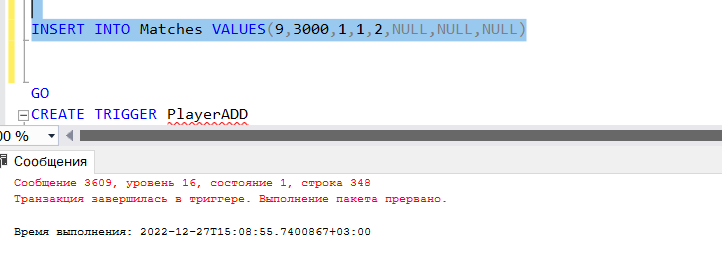 INSERT INTO Matches VALUES(9,3000,1,1,2,NULL,NULL,NULL)
GO
CREATE TRIGGER PlayerADD
00 %
Сообщения
Сообщение 3609, уровень 16, состояние 1, строка 348
Транзакция завершилась в триггере. Выполнение пакета прервано.
Время выполнения: 2022-12-27T15:08:55.7400867+03:00